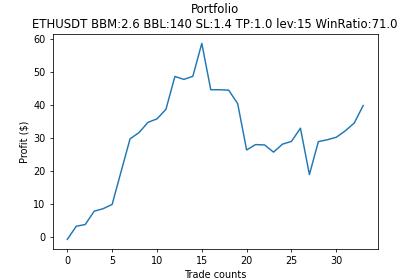 Portfolio
ETHUSDT BBM:2.6 BBL:140 SL:1.4 TP:1.0 lev:15 WinRatio:71.0
Profit ($)
60
50
40
30
20
10
0
0 5 10 15 20 25 30
Trade counts